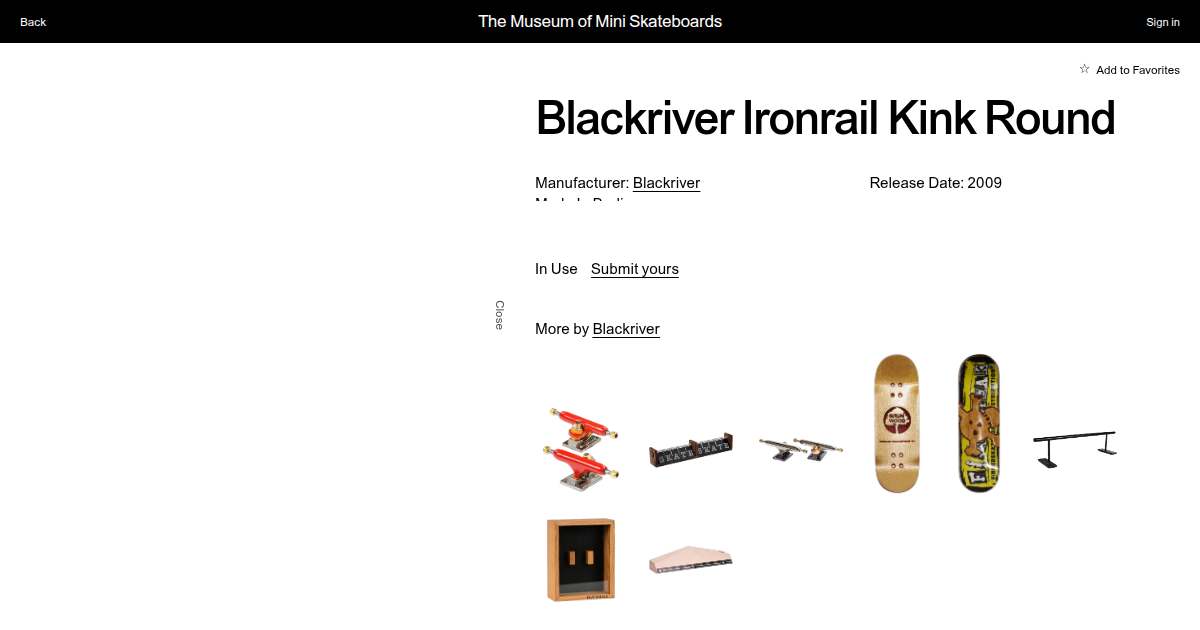 Back
The Museum of Mini Skateboards
Sign in
☆ Add to Favorites
Blackriver Ironrail Kink Round
Manufacturer: Blackriver
Release Date: 2009
In Use
Submit yours
Close
More by Blackriver